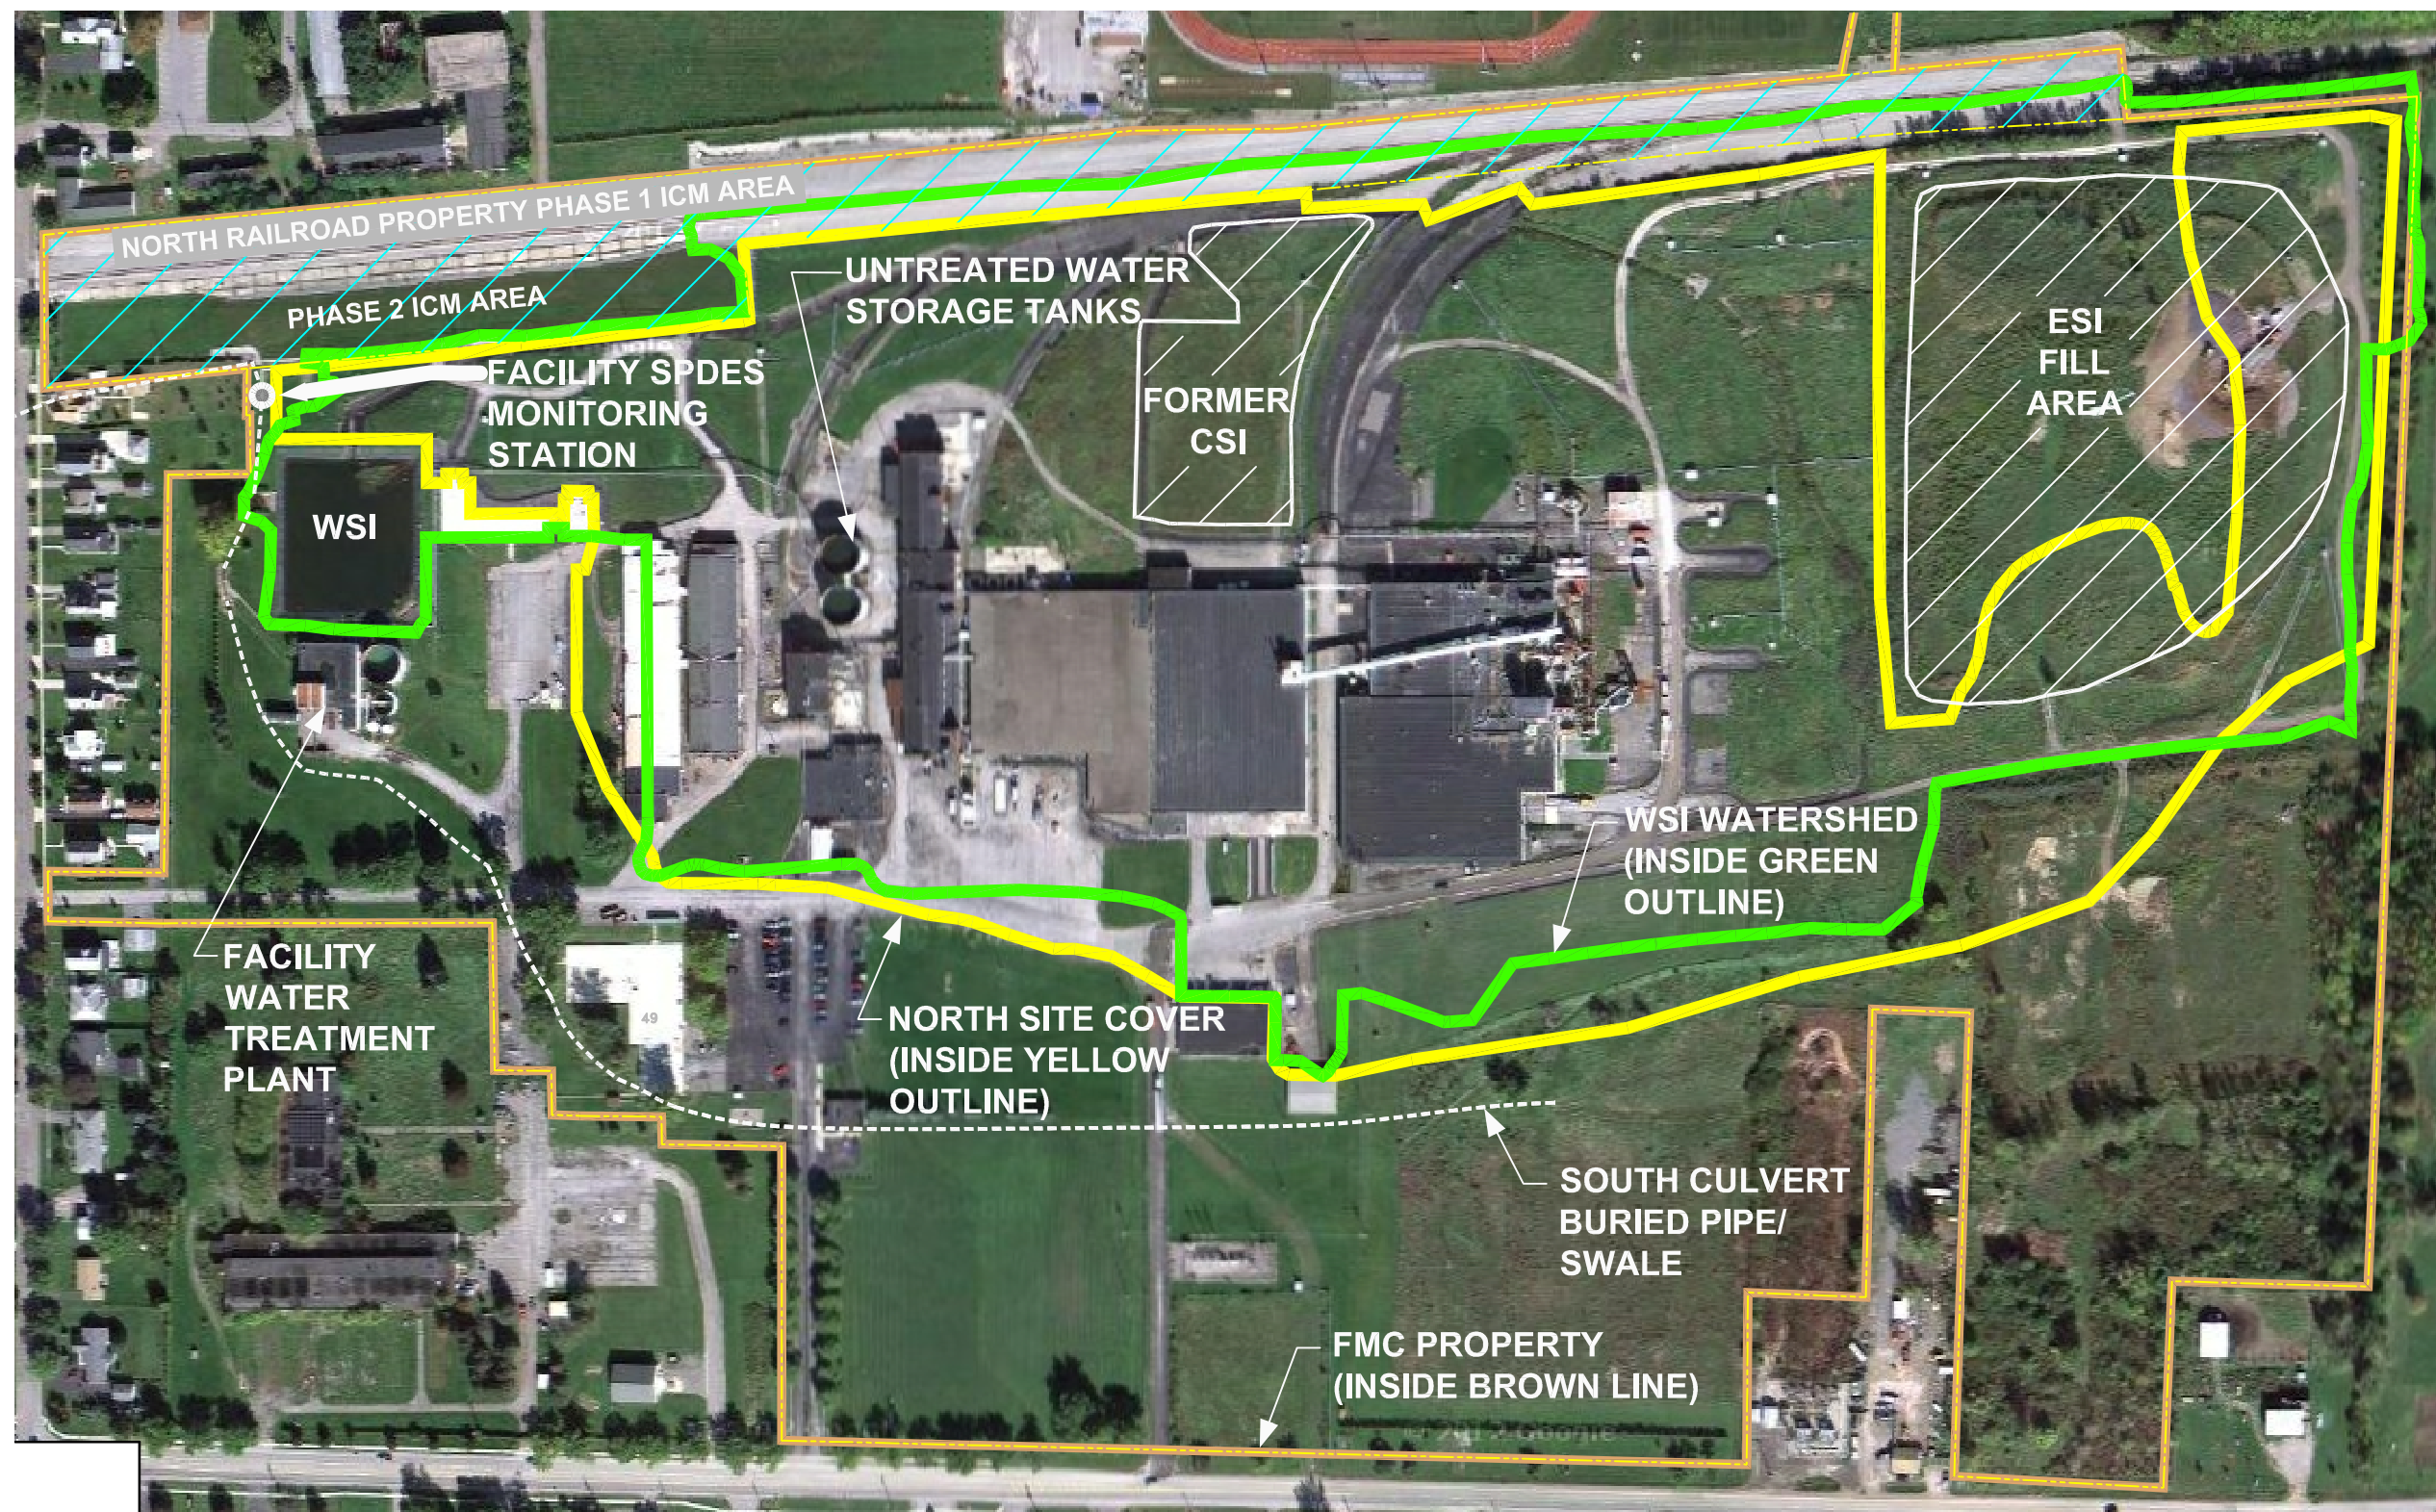 NORTH RAILROAD PROPERTY PHASE 1 ICM AREA
PHASE 2 ICM AREA
UNTREATED WATER
STORAGE TANKS
FACILITY SPDES
MONITORING
STATION
FORMER
CSI
ESI
FILL
AREA
WSI
WSI WATERSHED
(INSIDE GREEN
OUTLINE)
FACILITY
WATER
TREATMENT
PLANT
49
NORTH SITE COVER
(INSIDE YELLOW
OUTLINE)
SOUTH CULVERT
BURIED PIPE/
SWALE
FMC PROPERTY
(INSIDE BROWN LINE)